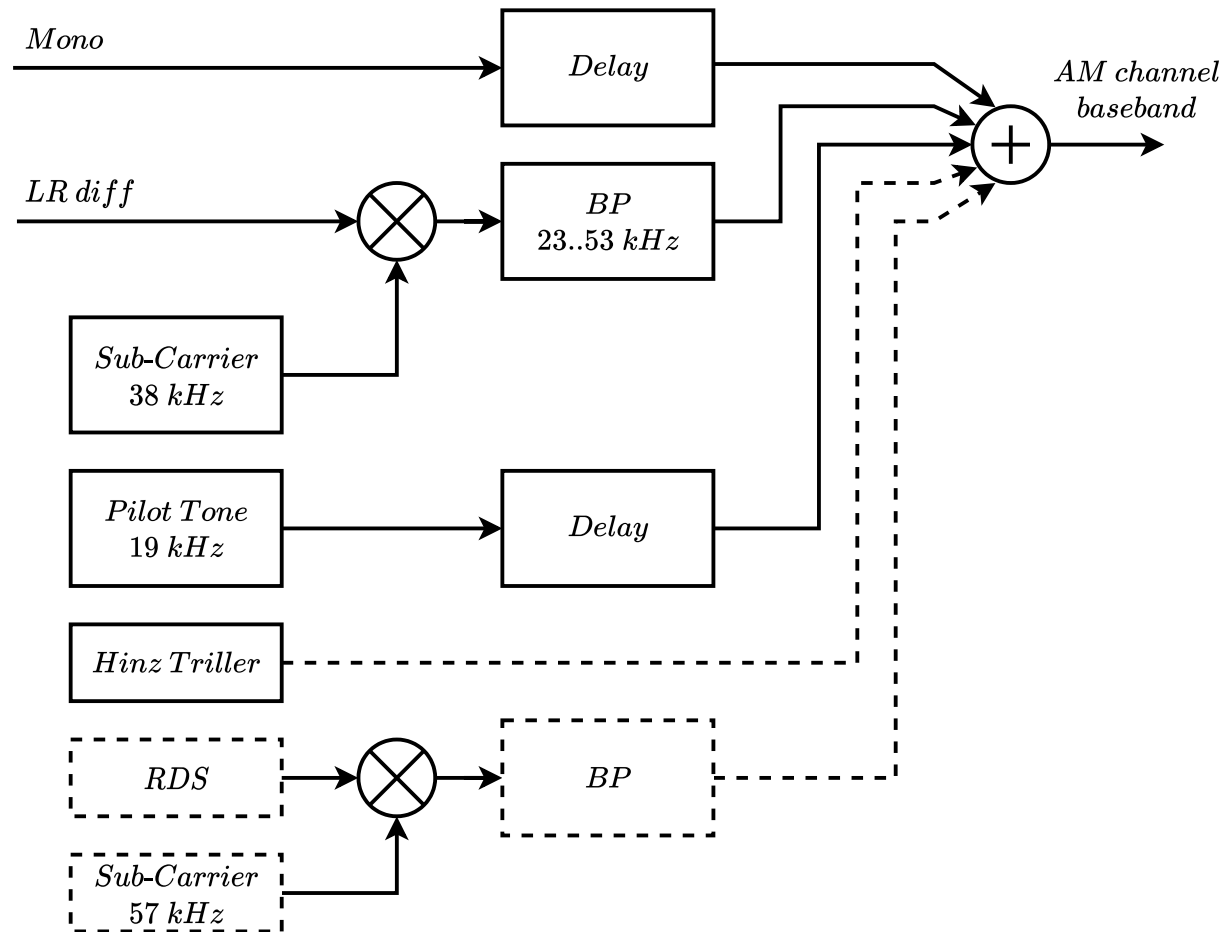 Mono
Delay
AM channel
baseband
LR diff
BP
23..53 kHz
Sub-Carrier
38 kHz
Pilot Tone
19 kHz
Delay
Hinz Triller
RDS
BP
Sub-Carrier
57 kHz